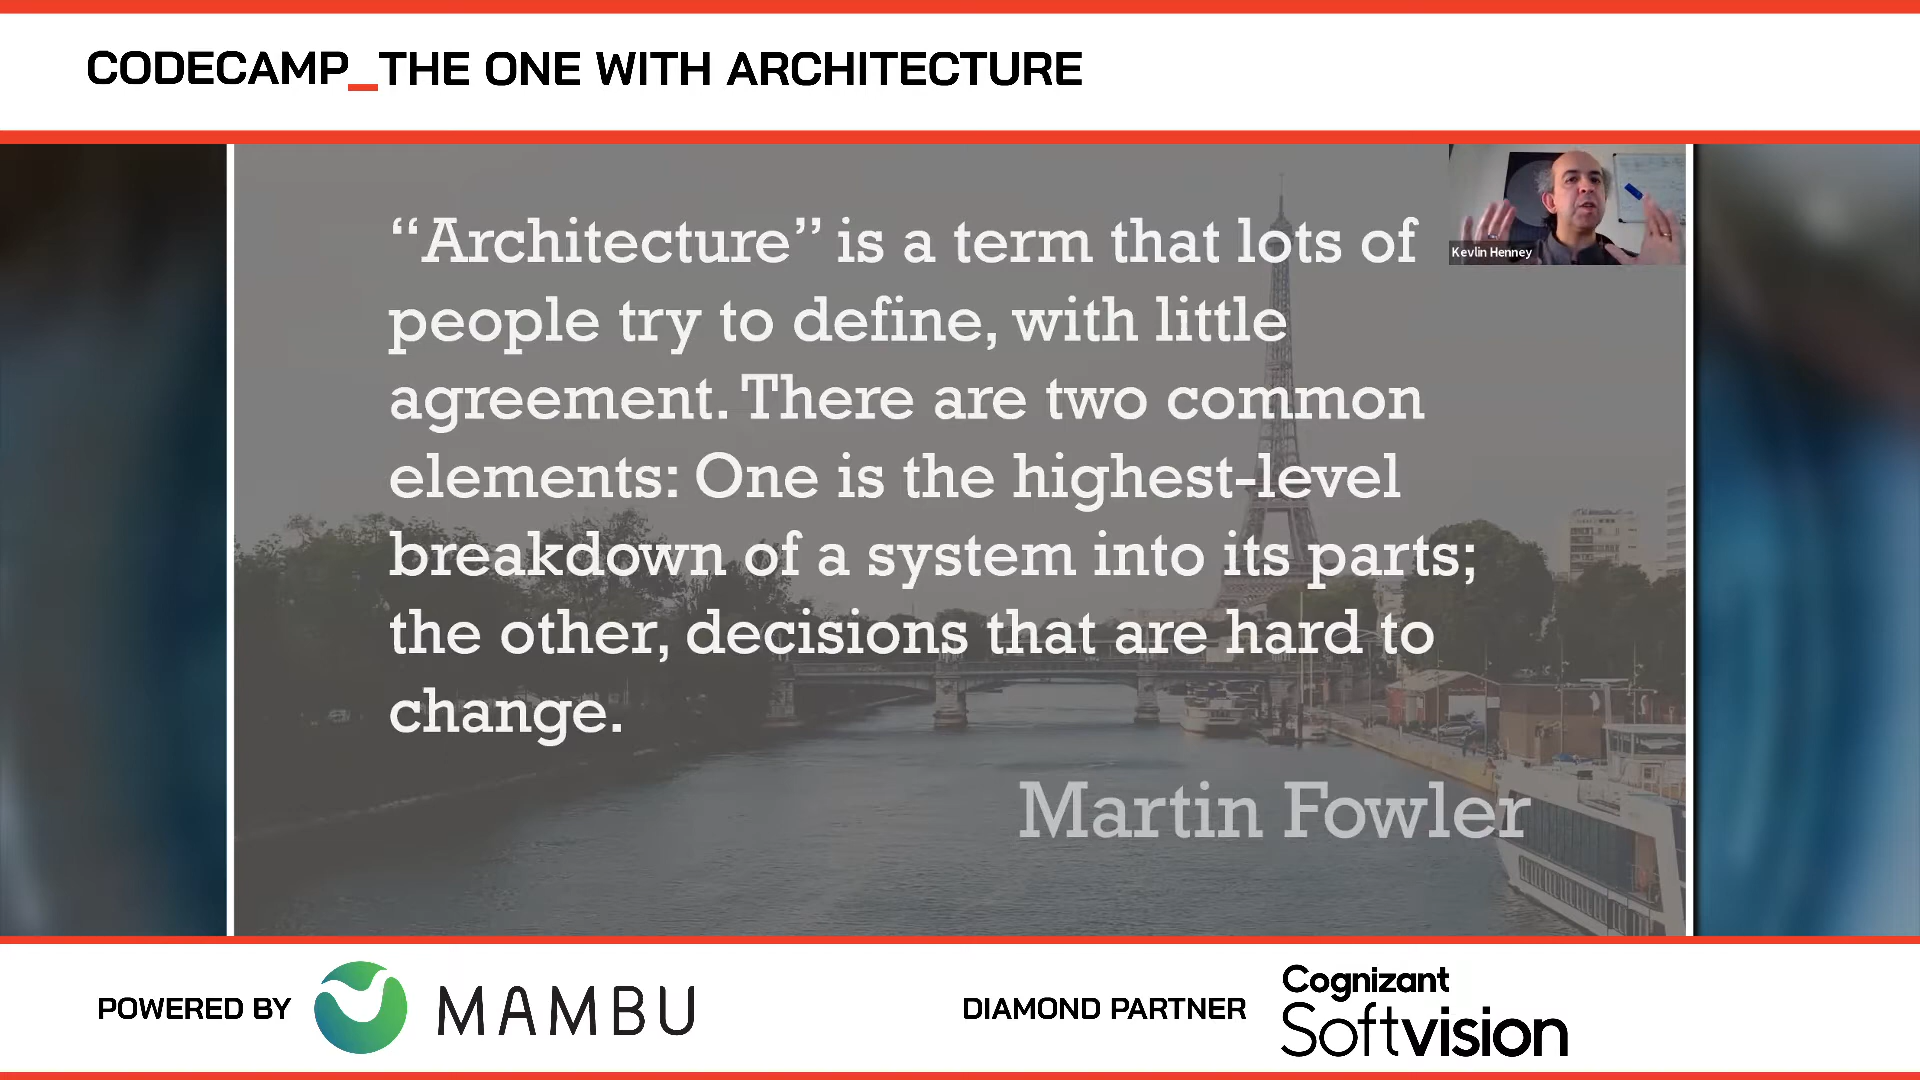 CODECAMP_THE ONE WITH ARCHITECTURE
“Architecture” is a term that lots of
people try to define, with little
agreement. There are two common
elements: One is the highest-level
breakdown of a system into its parts;
the other, decisions that are hard to
change.
Martin Fowler
Kevlin Henney
POWERED BY
MAMBU
DIAMOND PARTNER
Cognizant
Softvision